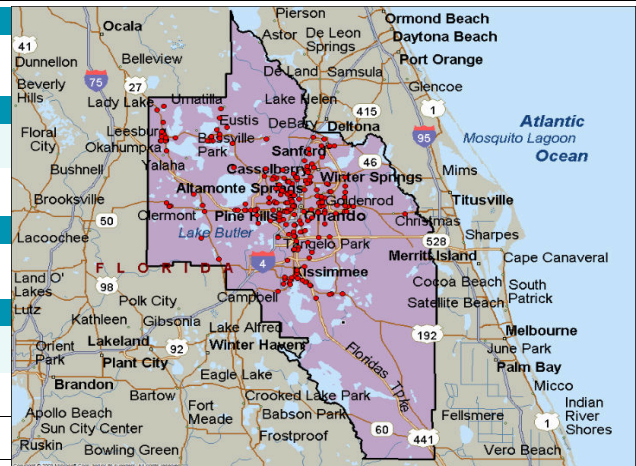 Pierson
Ormond Beach
Ocala
Astor
De Leon
Springs
Daytona Beach
41
Dunnellon
Belleview
Port Orange
75
27
De Land
Samsula
Glencoe
Beverly
Hills
Lady Lake
Umatilla
Lake Helen
415
1
Atlantic
Ocean
Mosquito Lagoon
Floral
City
Leesburg
Eustis
DeBary
Deltona
95
Okahumpka
Park
Sanford
Bushnell
Yalaha
Casselberry
46
Mims
Altamonte Springs
Winter Springs
Brooksville
Goldenrod
Titusville
50
Clermont
Pine Hills
Orlando
Christmas
Lacoochee
Lake Butler
Tangelo Park
528
Sharpes
FLORIDA
4
Merritt Island
Cape Canaveral
Land O'
Lakes
98
Kissimmee
Cocoa Beach
South
Patrick
Lutz
Polk City
Campbell
Satellite Beach
Kathleen
Gibsonia
Lake Alfred
192
Melbourne
Orient
Park
Lakeland
92
Winter Haven
June Park
Plant City
Floridas Tpke
Palm Bay
Brandon
Eagle Lake
Micco
Bartow
Crooked Lake Park
Indian
River
Shores
Apollo Beach
Fort
Meade
Babson Park
Fellsmere
1
Sun City Center
60
441
Ruskin
Bowling Green
Frostproof
Vero Beach